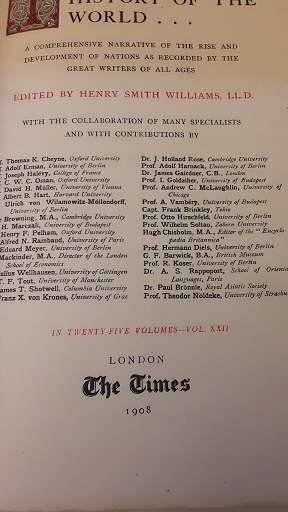 HISTORY OF THE
WORLD . . .
A COMPREHENSIVE NARRATIVE OF THE RISE AND
DEVELOPMENT OF NATIONS AS RECORDED BY THE
GREAT WRITERS OF ALL AGES
EDITED BY HENRY SMITH WILLIAMS, LL.D.
WITH THE COLLABORATION OF MANY SPECIALISTS
AND WITH CONTRIBUTIONS BY
Thomas K. Cheyne, Oxford University
Adolf Erman, University of Berlin
Joseph Halévy, College of France
C. W. C. Oman, Oxford University
David H. Müller, University of Vienna
Albert B. Hart, Harvard University
Ulrich von Wilamowitz-Möllendorff,
University of Berlin
Browning, M.A., Cambridge University
H. Marczali, University of Budapest
Henry F. Pelham, Oxford University
Alfred N. Rambaud, University of Paris
Eduard Meyer, University of Berlin
Mackinder, M.A., Director of the London
School of Economics
Julius Wellhausen, University of Göttingen
T. F. Tout, University of Manchester
James T. Shotwell, Columbia University
Franz X. von Krones, University of Graz
Dr. J. Holland Rose, Cambridge University
Prof. Adolf Harnack, University of Berlin
Dr. James Gairdner, C.B., London
Prof. I. Goldziher, University of Budapest
Prof. Andrew C. McLaughlin, University of
Chicago
Prof. A. Vambéry, University of Budapest
Capt. Frank Brinkley, Tokio
Prof. Otto Hirschfeld, University of Berlin
Prof. Wilhelm Soltau, Zabern University
Hugh Chisholm, M.A., Editor of the "Encyclo
pædia Britannica"
Prof. Hermann Diels, University of Berlin
G. F. Barwick, B.A., British Museum
Prof. R. Koser, University of Berlin
Dr. A. S. Rappoport, School of Oriental
Languages, Paris
Dr. Paul Brönnle, Royal Asiatic Society
Prof. Theodor Nöldeke, University of Strasburg
IN TWENTY-FIVE VOLUMES—VOL. XXII
LONDON
The Times
1908